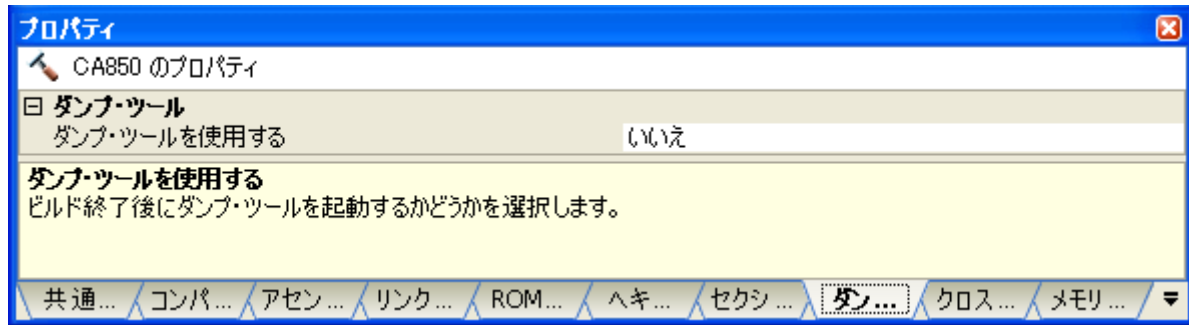 プロパティ
CA850 のプロパティ
ダンプ・ツール
ダンプ・ツールを使用する いいえ
ダンプ・ツールを使用する
ビルド終了後にダンプ・ツールを起動するかどうかを選択します。
共通... コンパ... アセン... リンク... ROM... ヘキ... セクシ... ダン... クロス... メモリ...